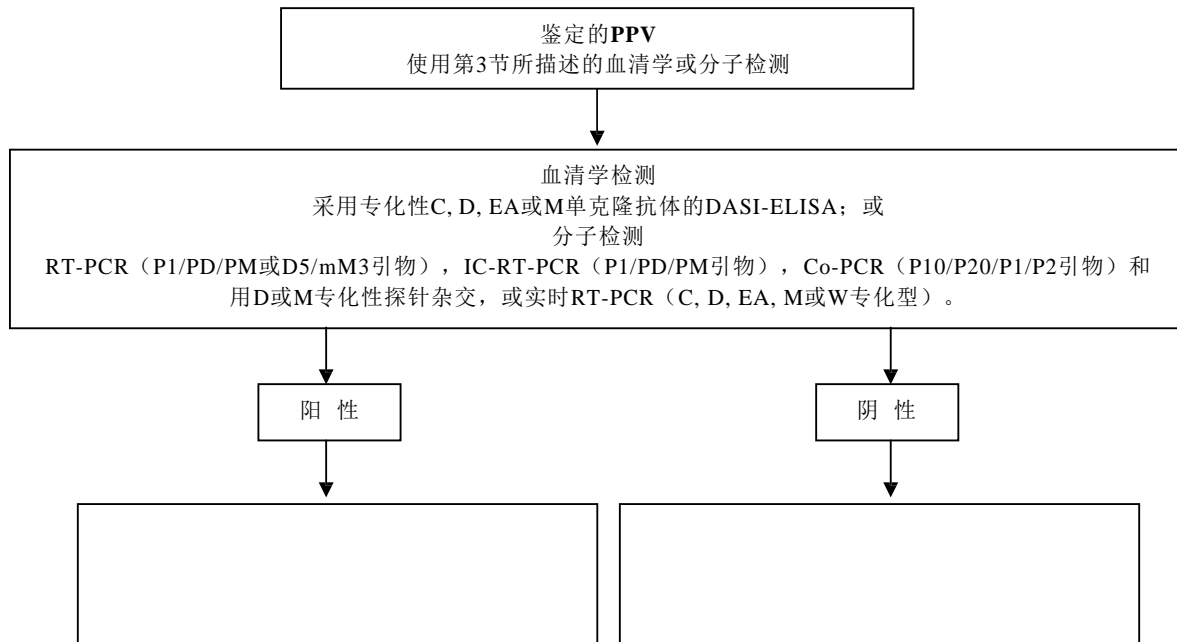 鉴定的PPV
使用第3节所描述的血清学或分子检测
血清学检测
采用专化性C, D, EA或M单克隆抗体的DASI-ELISA；或
分子检测
RT-PCR（P1/PD/PM或D5/mM3引物），IC-RT-PCR（P1/PD/PM引物），Co-PCR（P10/P20/P1/P2引物）和
用D或M专化性探针杂交，或实时RT-PCR（C, D, EA, M或W专化型）。
阳 性
阴 性